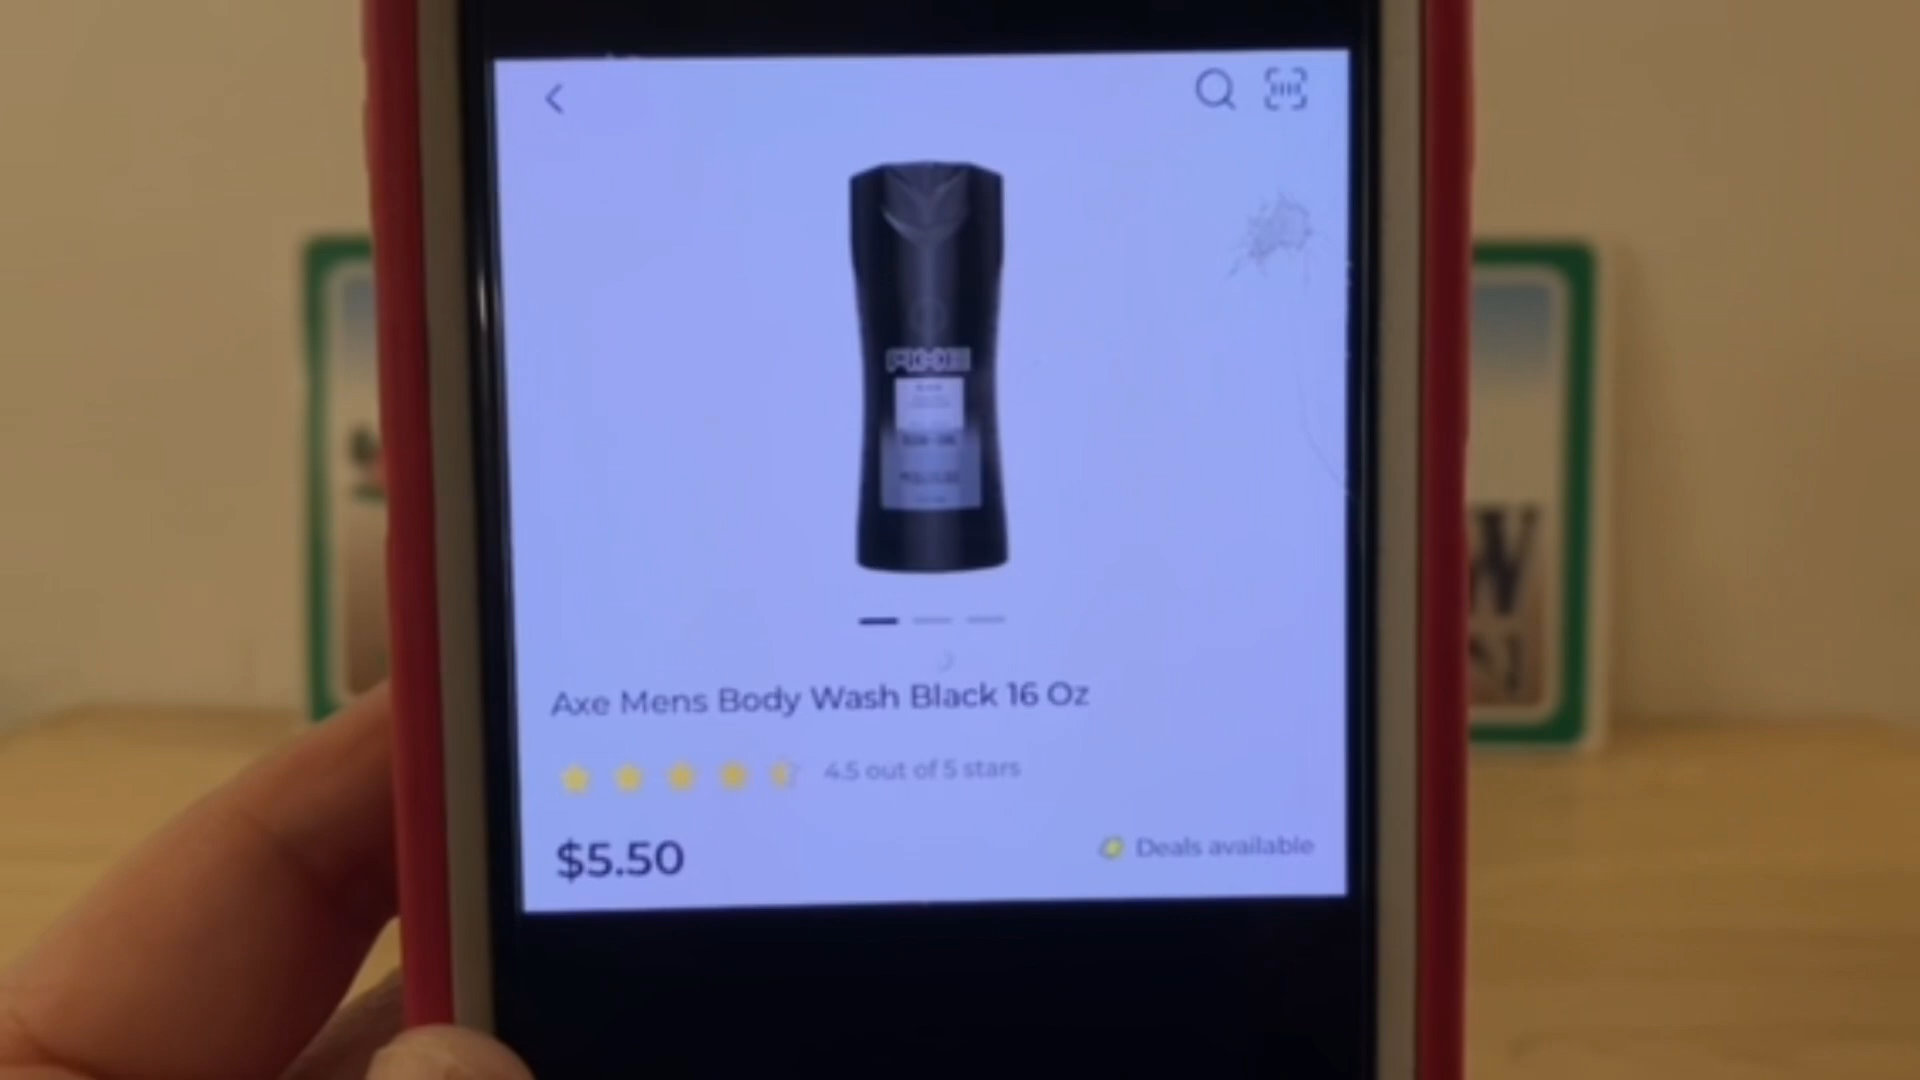 AXE
Axe Mens Body Wash Black 16 Oz
4.5 out of 5 stars
$5.50
Deals available
W